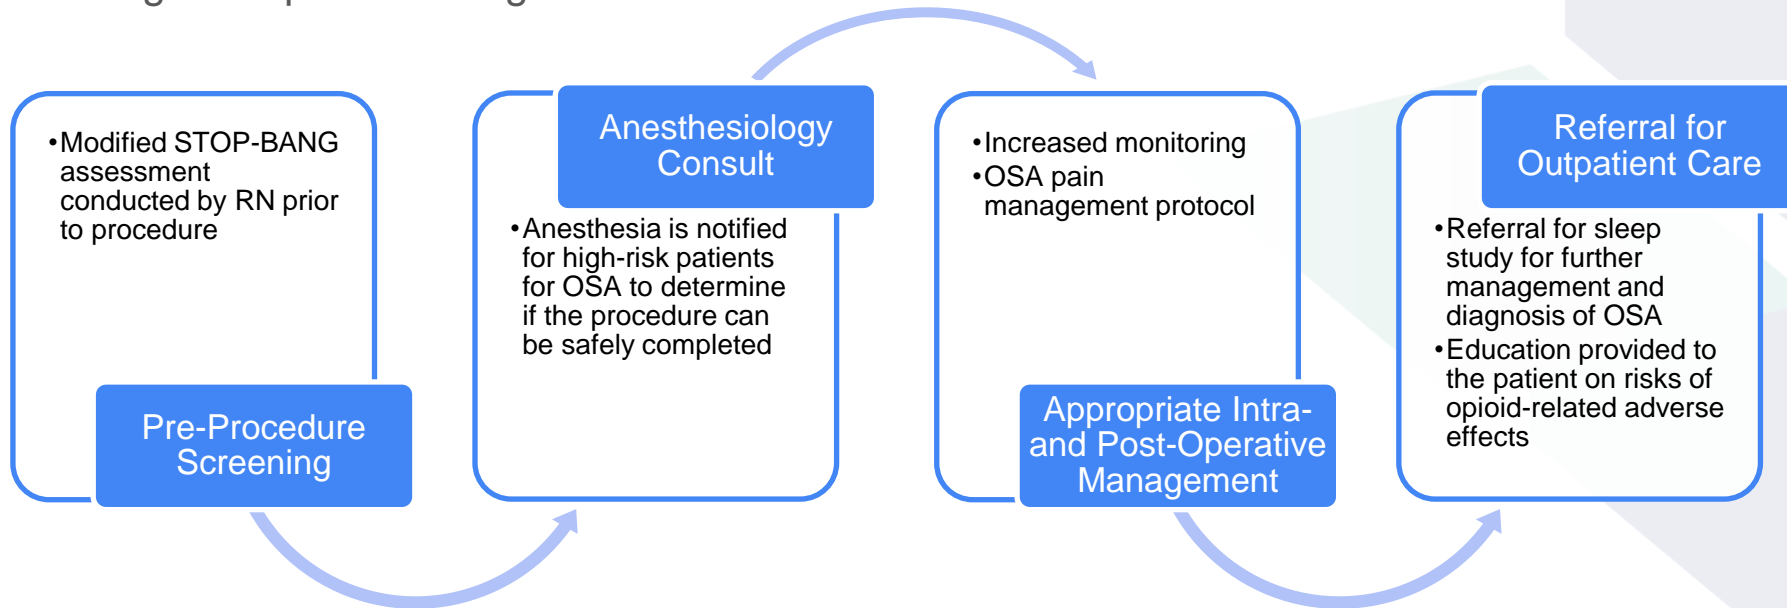 •Modified STOP-BANG
assessment
conducted by RN prior
to procedure
Pre-Procedure
Screening
Anesthesiology
Consult
•Anesthesia is notified
for high-risk patients
for OSA to determine
if the procedure can
be safely completed
•Increased monitoring
•OSA pain
management protocol
Appropriate Intra-
and Post-Operative
Management
Referral for
Outpatient Care
•Referral for sleep
study for further
management and
diagnosis of OSA
•Education provided to
the patient on risks of
opioid-related adverse
effects